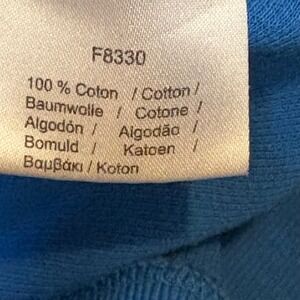 F8330
100 % Coton / Cotton /
Baumwolle / Cotone /
Algodón / Algodão /
Bomuld / Katoen /
Βαμβάκι / Koton